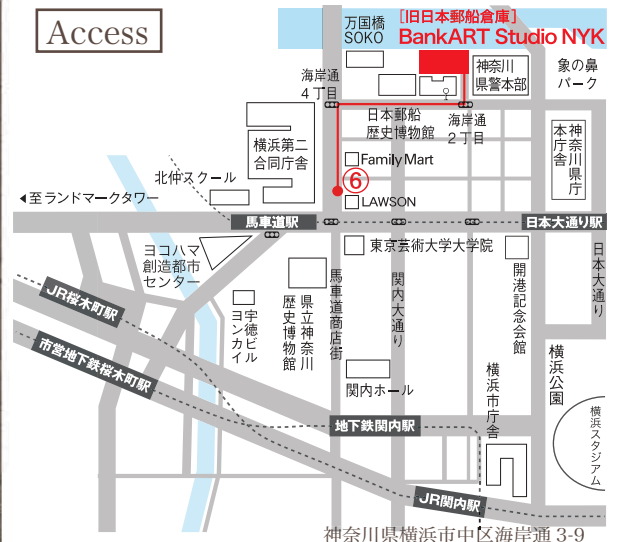 Access
万国橋
SOKO
[旧日本郵船倉庫]
BankART Studio NYK
神奈川
県警本部
象の鼻
パーク
海岸通
4丁目
日本郵船
歴史博物館
海岸通
2丁目
横浜第二
合同庁舎
Family Mart
神奈川県庁
本庁舎
北仲スクール
⑥
◀至ランドマークタワー
LAWSON
馬車道駅
日本大通り駅
ヨコハマ
創造都市
センター
東京芸術大学大学院
開港記念会館
日本大通り
馬車道商店街
関内大通り
県立神奈川
歴史博物館
宇徳ビル
ヨンカイ
JR桜木町駅
市営地下鉄桜木町駅
関内ホール
横浜市庁舎
横浜公園
横浜スタジアム
地下鉄関内駅
JR関内駅
神奈川県横浜市中区海岸通 3-9